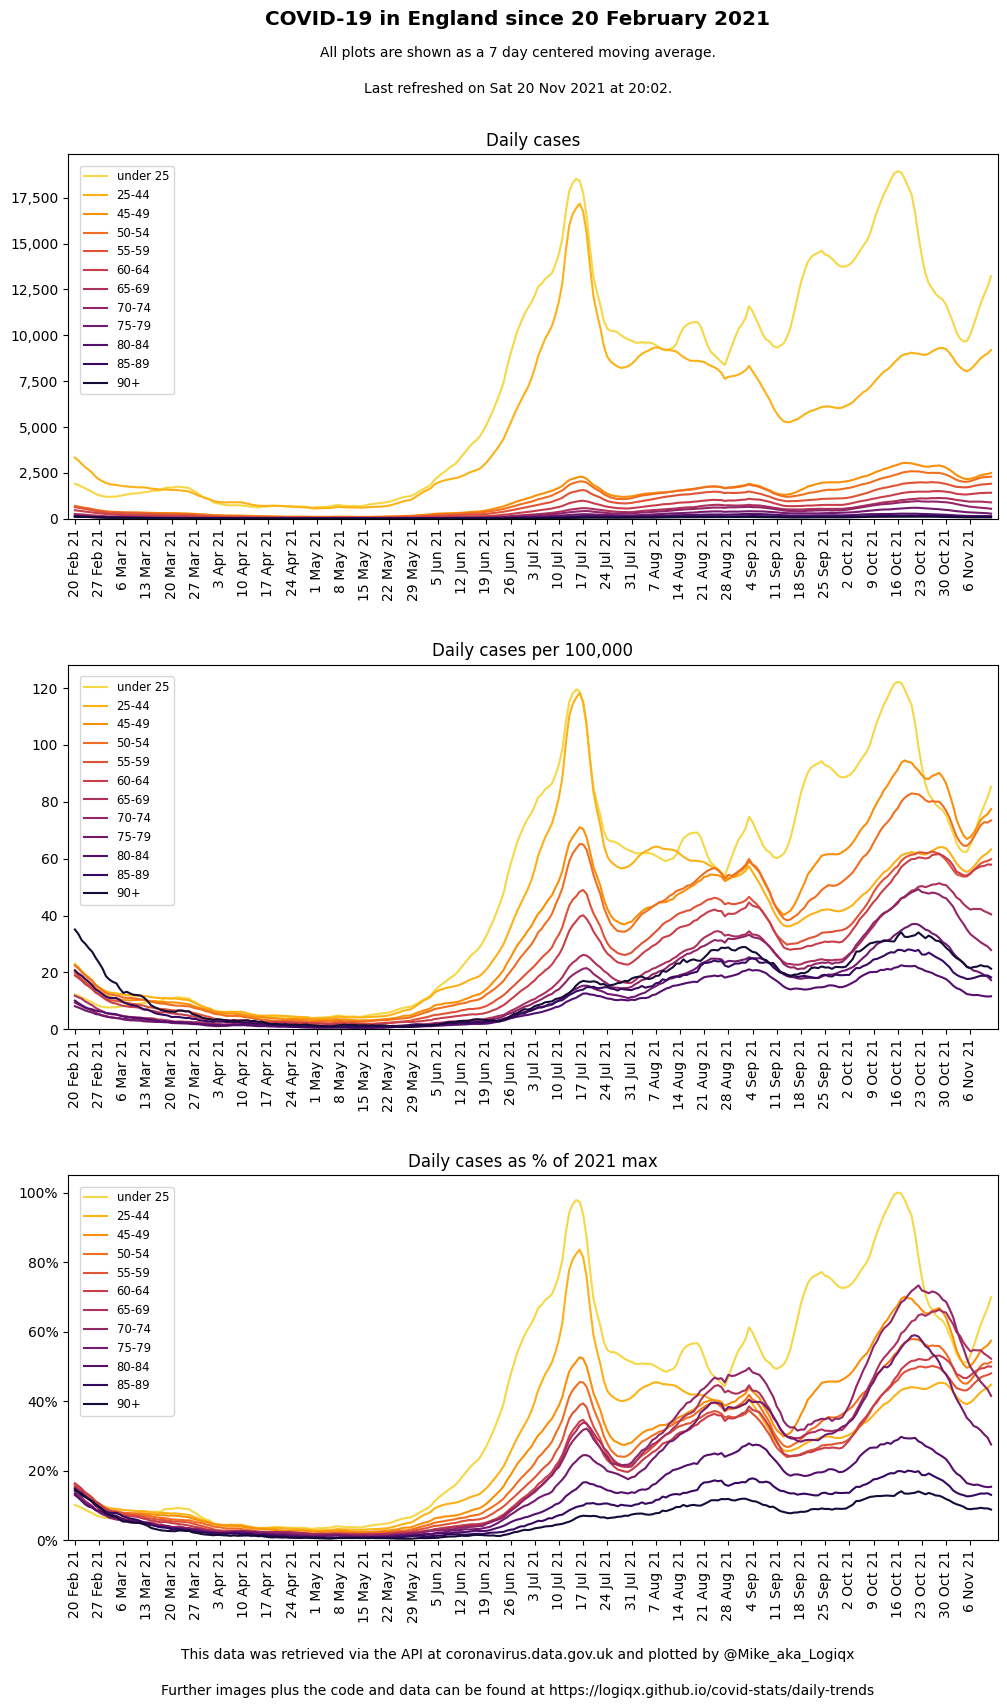 COVID-19 in England since 20 February 2021
All plots are shown as a 7 day centered moving average.
Last refreshed on Sat 20 Nov 2021 at 20:02.
Daily cases
17,500
15,000
12,500
10,000
7,500
5,000
2,500
0
under 25
25-44
45-49
50-54
55-59
60-64
65-69
70-74
75-79
80-84
85-89
90+
20 Feb 21
27 Feb 21
6 Mar 21
13 Mar 21
20 Mar 21
27 Mar 21
3 Apr 21
10 Apr 21
17 Apr 21
24 Apr 21
1 May 21
8 May 21
15 May 21
22 May 21
29 May 21
5 Jun 21
12 Jun 21
19 Jun 21
26 Jun 21
3 Jul 21
10 Jul 21
17 Jul 21
24 Jul 21
31 Jul 21
7 Aug 21
14 Aug 21
21 Aug 21
28 Aug 21
4 Sep 21
11 Sep 21
18 Sep 21
25 Sep 21
2 Oct 21
9 Oct 21
16 Oct 21
23 Oct 21
30 Oct 21
6 Nov 21
Daily cases per 100,000
120
100
80
60
40
20
0
under 25
25-44
45-49
50-54
55-59
60-64
65-69
70-74
75-79
80-84
85-89
90+
20 Feb 21
27 Feb 21
6 Mar 21
13 Mar 21
20 Mar 21
27 Mar 21
3 Apr 21
10 Apr 21
17 Apr 21
24 Apr 21
1 May 21
8 May 21
15 May 21
22 May 21
29 May 21
5 Jun 21
12 Jun 21
19 Jun 21
26 Jun 21
3 Jul 21
10 Jul 21
17 Jul 21
24 Jul 21
31 Jul 21
7 Aug 21
14 Aug 21
21 Aug 21
28 Aug 21
4 Sep 21
11 Sep 21
18 Sep 21
25 Sep 21
2 Oct 21
9 Oct 21
16 Oct 21
23 Oct 21
30 Oct 21
6 Nov 21
Daily cases as % of 2021 max
100%
80%
60%
40%
20%
0%
under 25
25-44
45-49
50-54
55-59
60-64
65-69
70-74
75-79
80-84
85-89
90+
20 Feb 21
27 Feb 21
6 Mar 21
13 Mar 21
20 Mar 21
27 Mar 21
3 Apr 21
10 Apr 21
17 Apr 21
24 Apr 21
1 May 21
8 May 21
15 May 21
22 May 21
29 May 21
5 Jun 21
12 Jun 21
19 Jun 21
26 Jun 21
3 Jul 21
10 Jul 21
17 Jul 21
24 Jul 21
31 Jul 21
7 Aug 21
14 Aug 21
21 Aug 21
28 Aug 21
4 Sep 21
11 Sep 21
18 Sep 21
25 Sep 21
2 Oct 21
9 Oct 21
16 Oct 21
23 Oct 21
30 Oct 21
6 Nov 21
This data was retrieved via the API at coronavirus.data.gov.uk and plotted by @Mike_aka_Logiqx
Further images plus the code and data can be found at https://logiqx.github.io/covid-stats/daily-trends